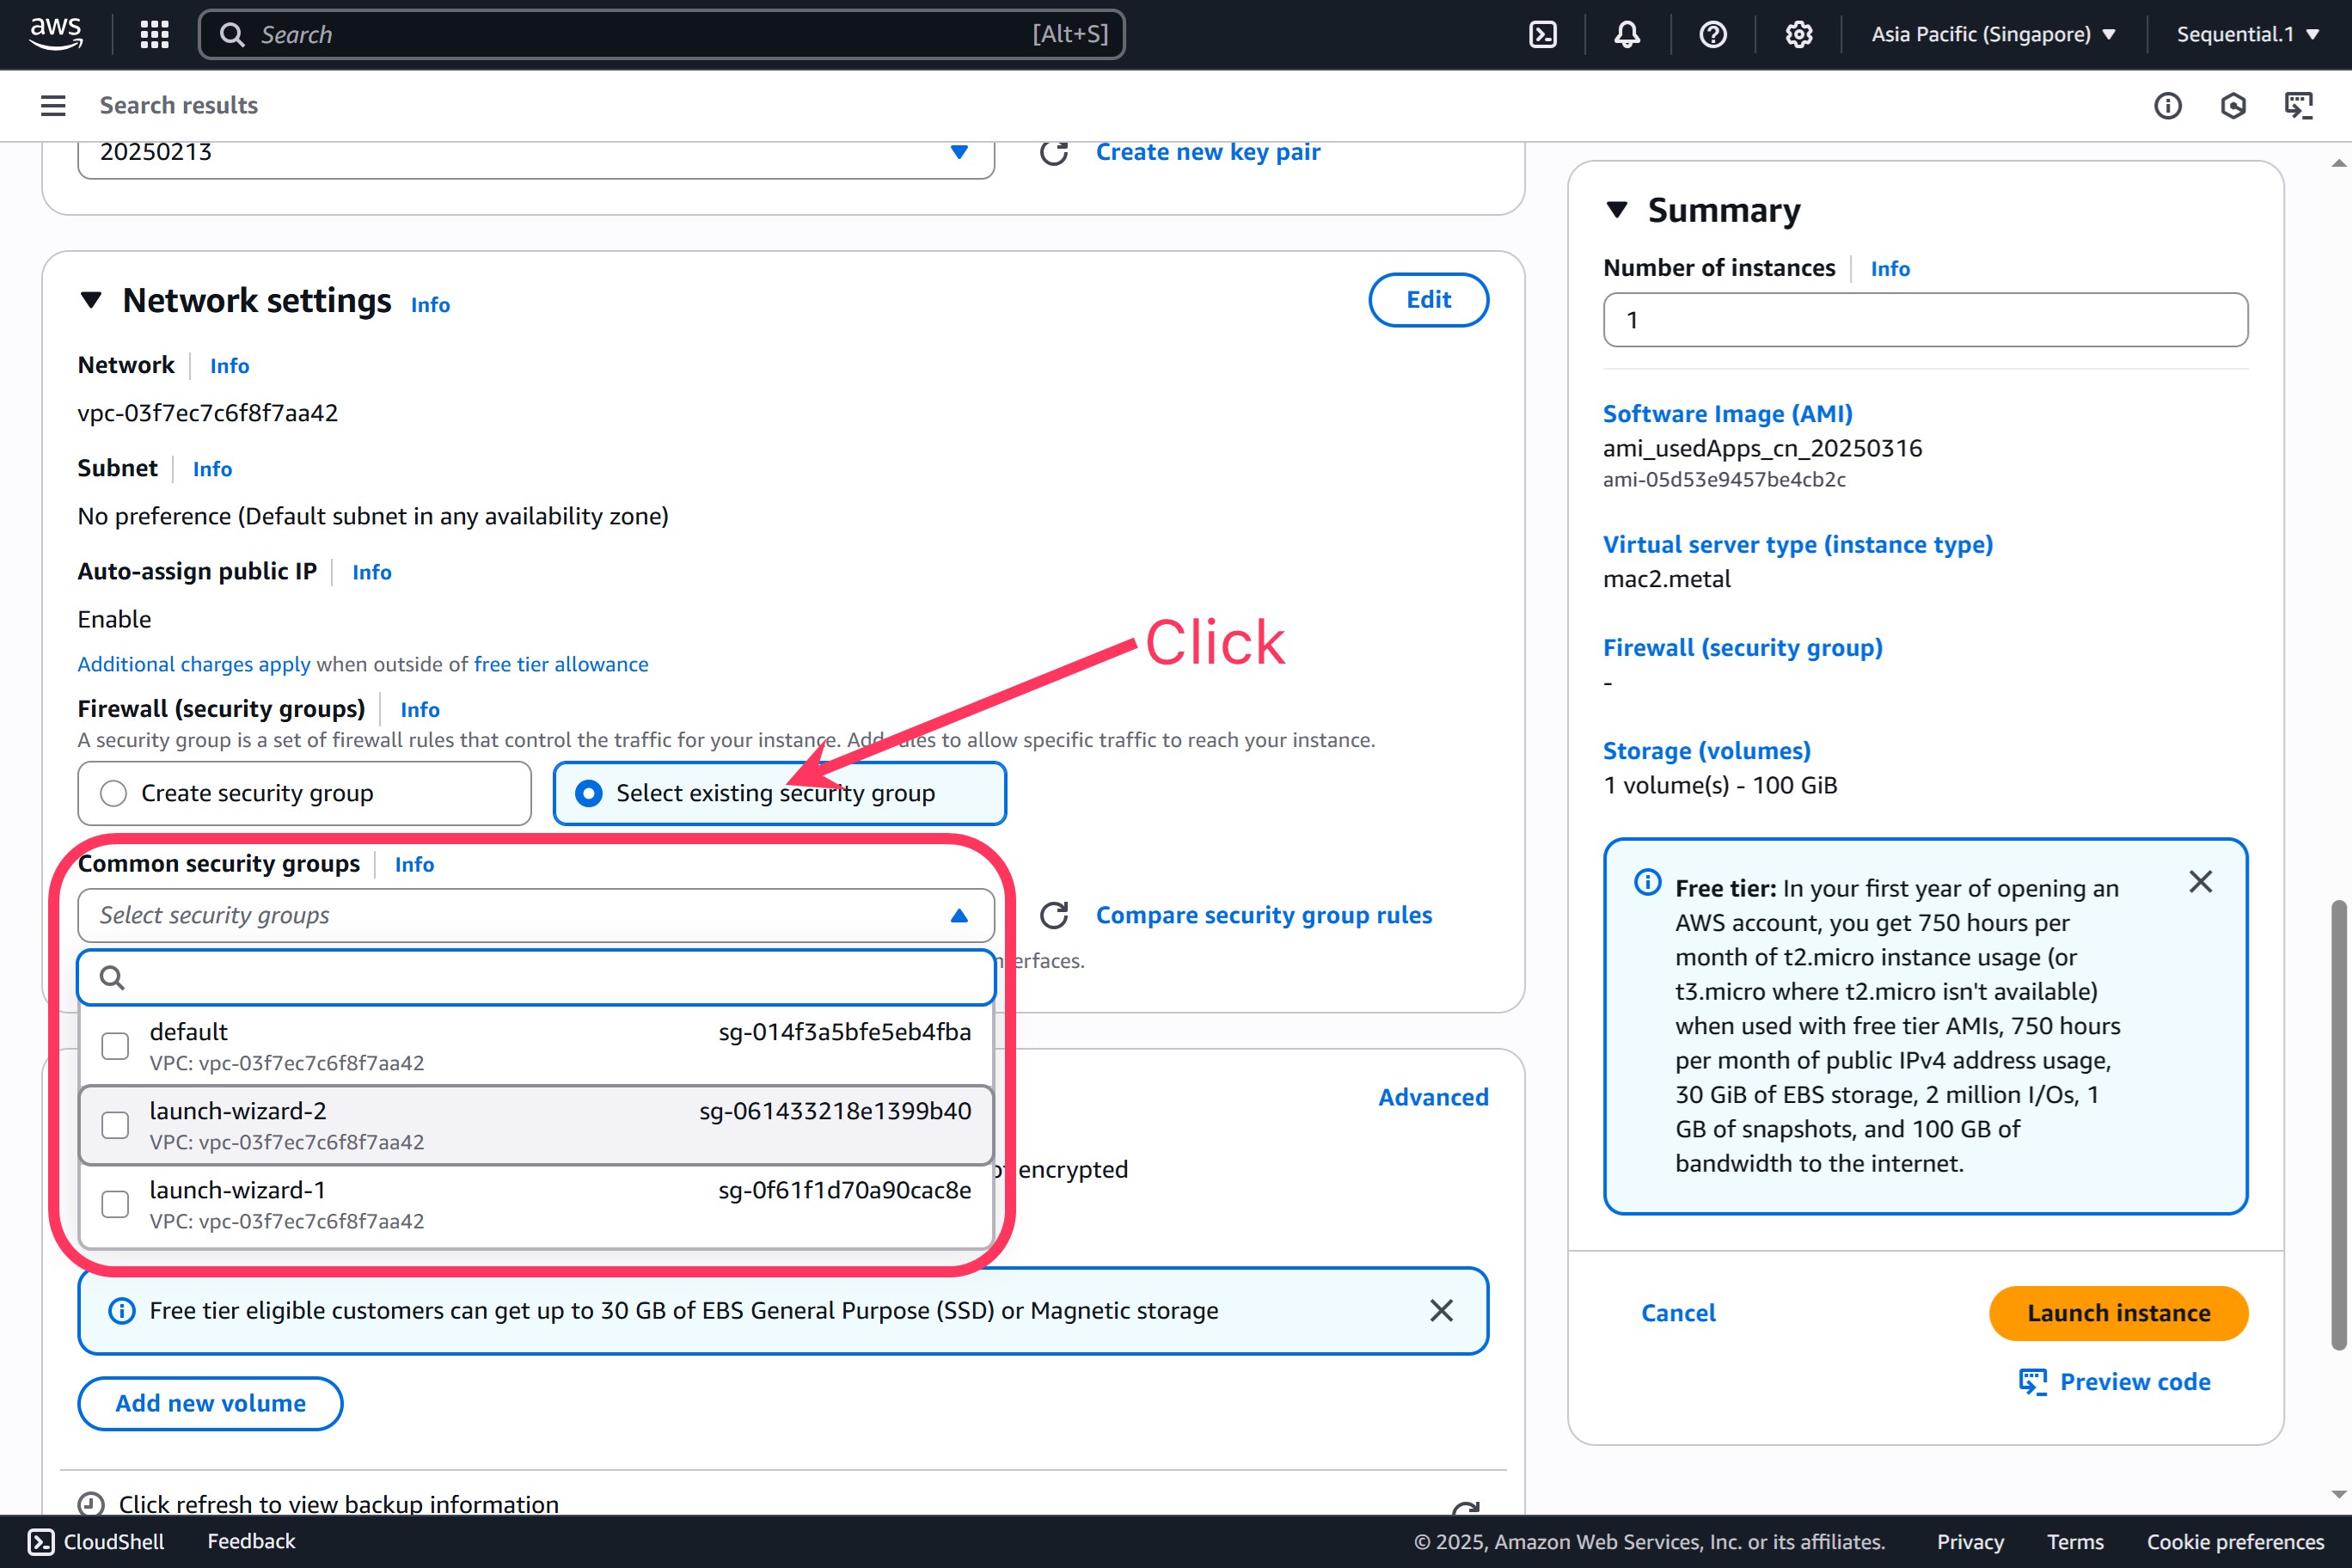 aws
Search [Alt+S]
Asia Pacific (Singapore)
Sequential.1
Search results
20250213
Create new key pair
Network settings Info
Edit
Network Info
vpc-03f7ec7c6f8f7aa42
Subnet Info
No preference (Default subnet in any availability zone)
Auto-assign public IP Info
Enable
Additional charges apply when outside of free tier allowance
Click
Firewall (security groups) Info
A security group is a set of firewall rules that control the traffic for your instance. Add rules to allow specific traffic to reach your instance.
Create security group
Select existing security group
Common security groups Info
Select security groups
Compare security group rules
erfaces.
default sg-014f3a5bfe5eb4fba
VPC: vpc-03f7ec7c6f8f7aa42
launch-wizard-2 sg-061433218e1399b40
VPC: vpc-03f7ec7c6f8f7aa42
launch-wizard-1 sg-0f61f1d70a90cac8e
VPC: vpc-03f7ec7c6f8f7aa42
Advanced
encrypted
Free tier eligible customers can get up to 30 GB of EBS General Purpose (SSD) or Magnetic storage
Add new volume
Click refresh to view backup information
Summary
Number of instances Info
1
Software Image (AMI)
ami_usedApps_cn_20250316
ami-05d53e9457be4cb2c
Virtual server type (instance type)
mac2.metal
Firewall (security group)
-
Storage (volumes)
1 volume(s) - 100 GiB
Free tier: In your first year of opening an
AWS account, you get 750 hours per
month of t2.micro instance usage (or
t3.micro where t2.micro isn't available)
when used with free tier AMIs, 750 hours
per month of public IPv4 address usage,
30 GiB of EBS storage, 2 million I/Os, 1
GB of snapshots, and 100 GB of
bandwidth to the internet.
Cancel
Launch instance
Preview code
CloudShell
Feedback
© 2025, Amazon Web Services, Inc. or its affiliates.
Privacy
Terms
Cookie preferences